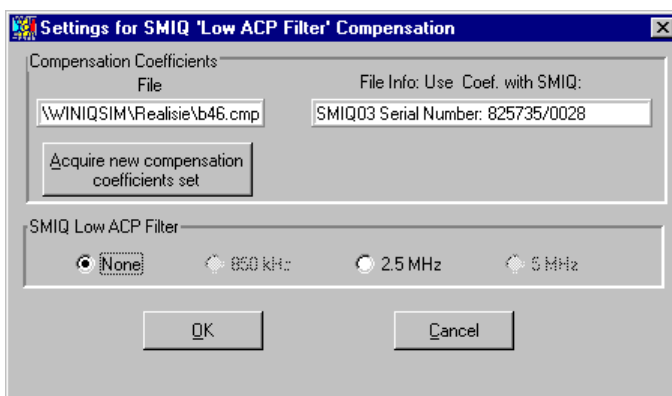 Settings for SMIQ 'Low ACP Filter' Compensation
Compensation Coefficients
File
File Info: Use Coef. with SMIQ:
\WINIQSIM\Realisie\b46.cmp
SMIQ03 Serial Number: 825735/0028
Acquire new compensation
coefficients set
SMIQ Low ACP Filter
None
850 kHz
2.5 MHz
5 MHz
OK
Cancel